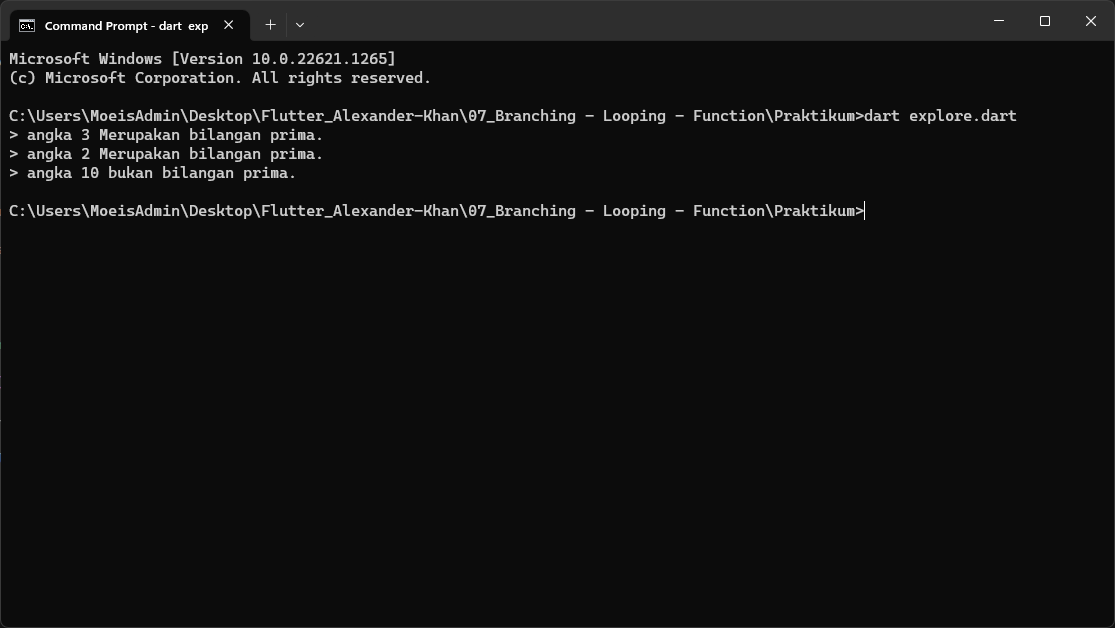 Command Prompt - dart exp
Microsoft Windows [Version 10.0.22621.1265]
(c) Microsoft Corporation. All rights reserved.
C:\Users\MoeisAdmin\Desktop\Flutter_Alexander-Khan\07_Branching - Looping - Function\Praktikum>dart explore.dart
> angka 3 Merupakan bilangan prima.
> angka 2 Merupakan bilangan prima.
> angka 10 bukan bilangan prima.
C:\Users\MoeisAdmin\Desktop\Flutter_Alexander-Khan\07_Branching - Looping - Function\Praktikum>